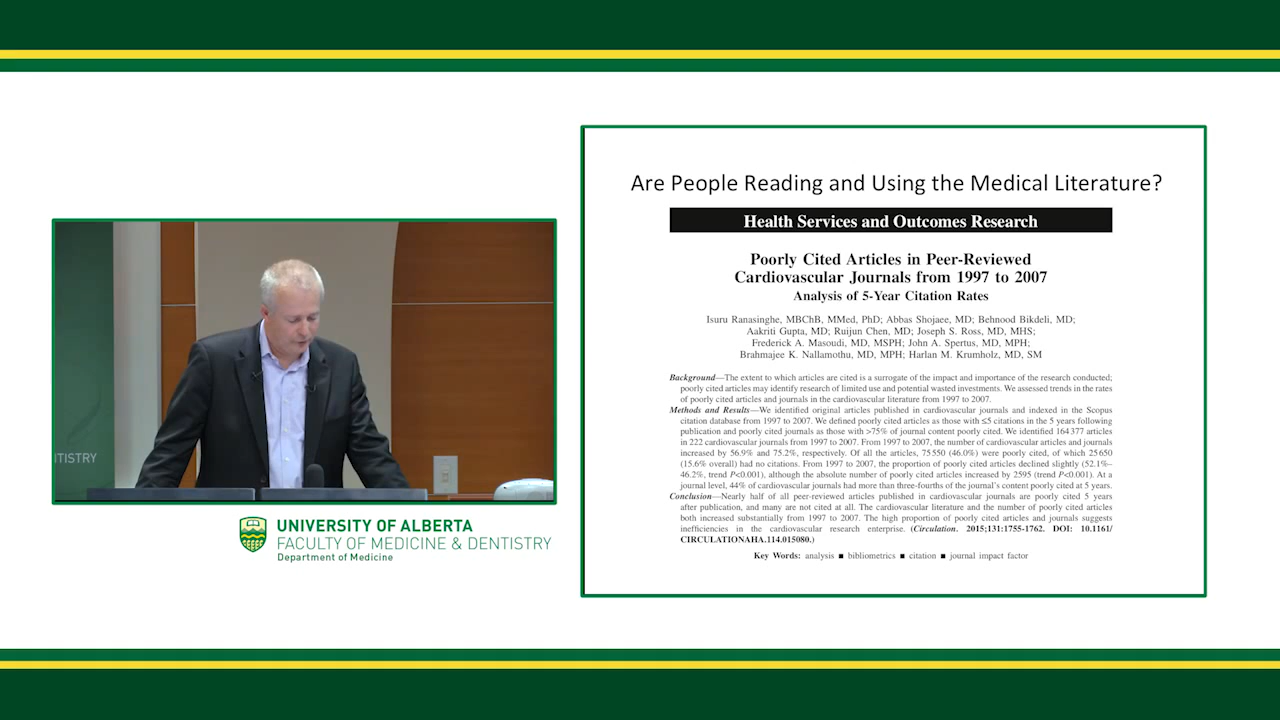 TISTRY
UNIVERSITY OF ALBERTA
FACULTY OF MEDICINE & DENTISTRY
Department of Medicine
Are People Reading and Using the Medical Literature?
Health Services and Outcomes Research
Poorly Cited Articles in Peer-Reviewed
Cardiovascular Journals from 1997 to 2007
Analysis of 5-Year Citation Rates
Isuru Ranasinghe, MBChB, MMed, PhD; Abbas Shojaee, MD; Behnood Bikdeli, MD;
Aakriti Gupta, MD; Ruijun Chen, MD; Joseph S. Ross, MD, MHS;
Frederick A. Masoudi, MD, MSPH; John A. Spertus, MD, MPH;
Brahmajee K. Nallamothu, MD, MPH; Harlan M. Krumholz, MD, SM
Background—The extent to which articles are cited is a surrogate of the impact and importance of the research conducted;
poorly cited articles may identify research of limited use and potential wasted investments. We assessed trends in the rates
of poorly cited articles and journals in the cardiovascular literature from 1997 to 2007.
Methods and Results—We identified original articles published in cardiovascular journals and indexed in the Scopus
citation database from 1997 to 2007. We defined poorly cited articles as those with ≤5 citations in the 5 years following
publication and poorly cited journals as those with >75% of journal content poorly cited. We identified 164 377 articles
in 222 cardiovascular journals from 1997 to 2007. From 1997 to 2007, the number of cardiovascular articles and journals
increased by 56.9% and 75.2%, respectively. Of all the articles, 75 550 (46.0%) were poorly cited, of which 25 650
(15.6% overall) had no citations. From 1997 to 2007, the proportion of poorly cited articles declined slightly (52.1%–
46.2%, trend P<0.001), although the absolute number of poorly cited articles increased by 2595 (trend P<0.001). At a
journal level, 44% of cardiovascular journals had more than three-fourths of the journal's content poorly cited at 5 years.
Conclusion—Nearly half of all peer-reviewed articles published in cardiovascular journals are poorly cited 5 years
after publication, and many are not cited at all. The cardiovascular literature and the number of poorly cited articles
both increased substantially from 1997 to 2007. The high proportion of poorly cited articles and journals suggests
inefficiencies in the cardiovascular research enterprise. (Circulation. 2015;131:1755-1762. DOI: 10.1161/
CIRCULATIONAHA.114.015080.)
Key Words: analysis ■ bibliometrics ■ citation ■ journal impact factor